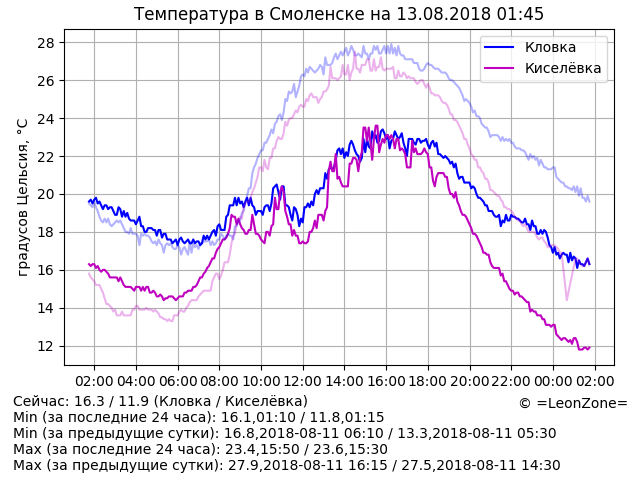 Температура в Смоленске на 13.08.2018 01:45
градусов Цельсия, °C
28
26
24
22
20
18
16
14
12
Кловка
Киселёвка
02:00 04:00 06:00 08:00 10:00 12:00 14:00 16:00 18:00 20:00 22:00 00:00 02:00
Сейчас: 16.3 / 11.9 (Кловка / Киселёвка)
© =LeonZone=
Min (за последние 24 часа): 16.1,01:10 / 11.8,01:15
Min (за предыдущие сутки): 16.8,2018-08-11 06:10 / 13.3,2018-08-11 05:30
Max (за последние 24 часа): 23.4,15:50 / 23.6,15:30
Max (за предыдущие сутки): 27.9,2018-08-11 16:15 / 27.5,2018-08-11 14:30